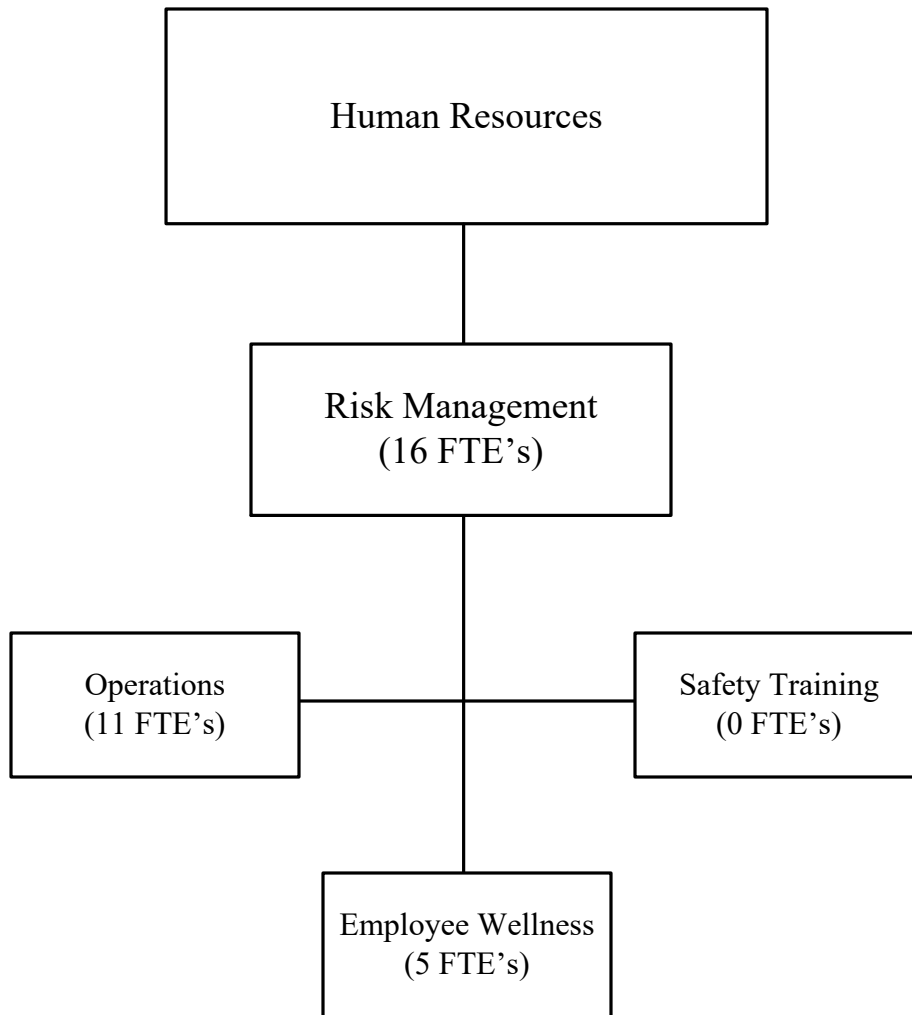 Human Resources
Risk Management
(16 FTE’s)
Operations
(11 FTE’s)
Safety Training
(0 FTE’s)
Employee Wellness
(5 FTE’s)